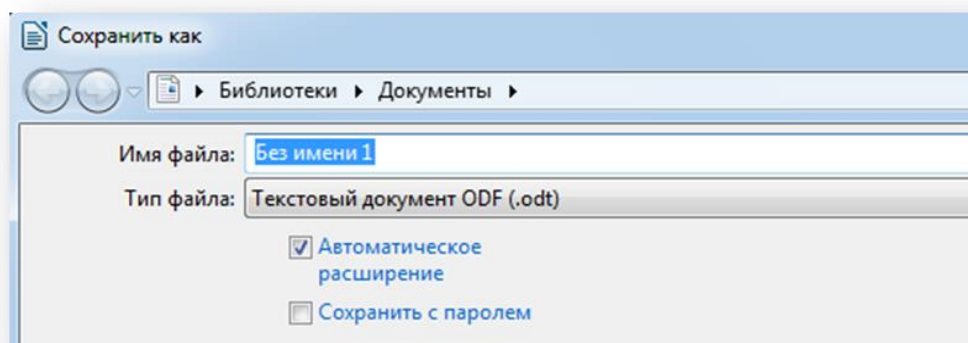 Сохранить как
Библиотеки Документы
Имя файла: Без имени 1
Тип файла: Текстовый документ ODF (.odt)
Автоматическое
расширение
Сохранить с паролем